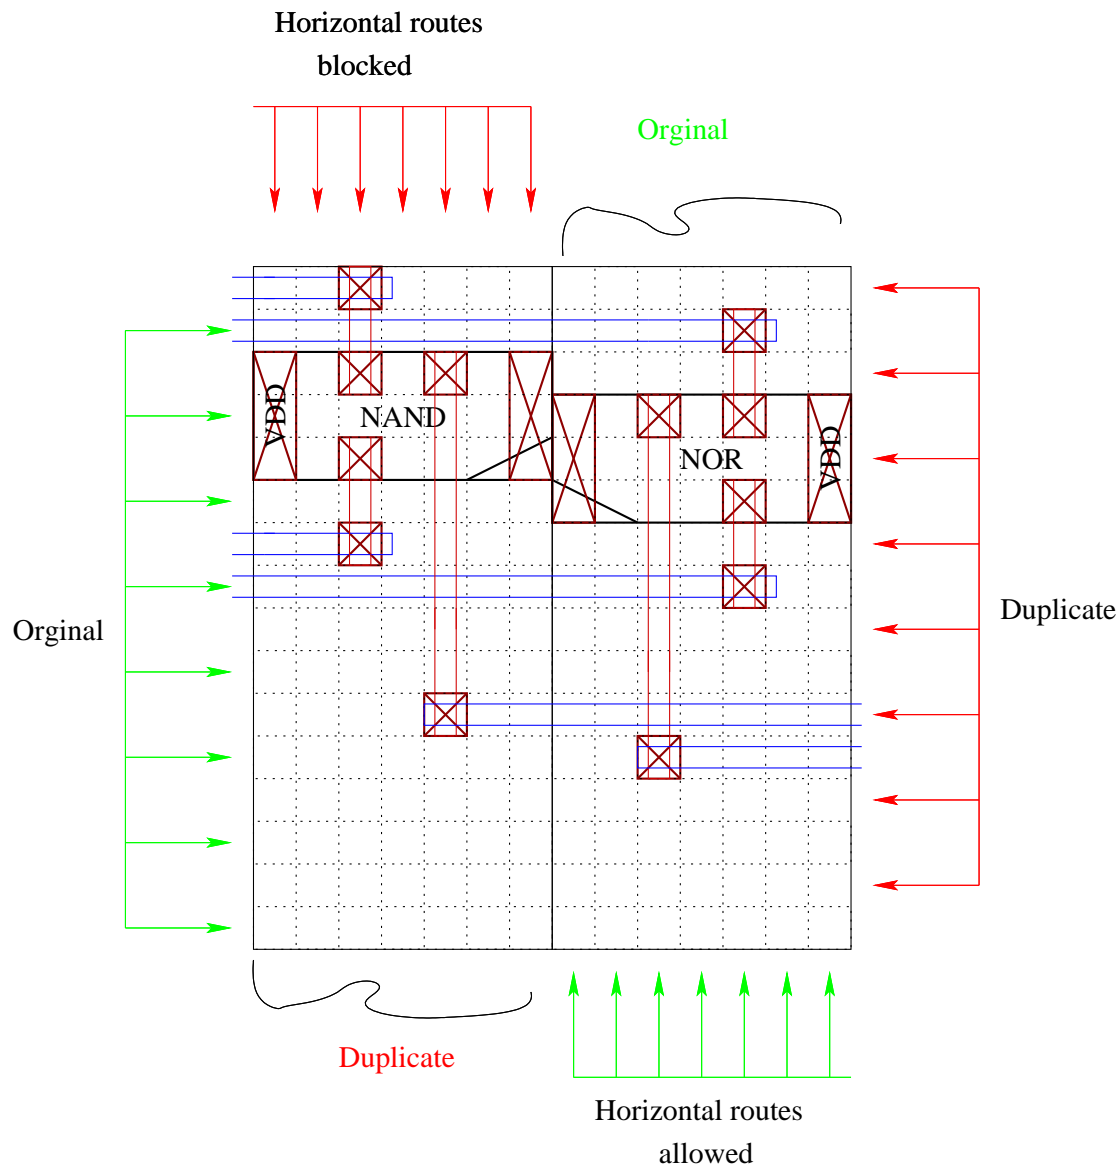 Horizontal routes
blocked
Orginal
VDD
NAND
NOR
VDD
Orginal
Duplicate
Duplicate
Horizontal routes
allowed